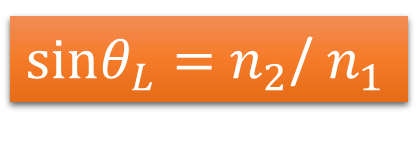 sinθ_L = n_2/ n_1